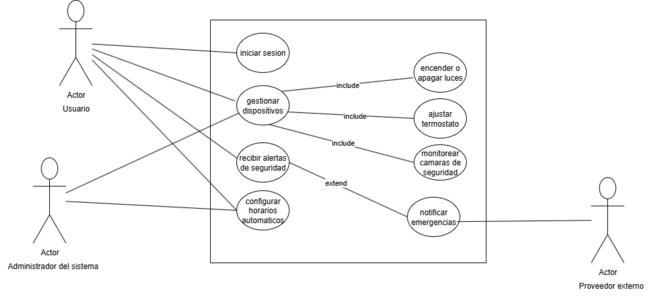 Actor
Usuario
Actor
Administrador del sistema
iniciar sesion
gestionar
dispositivos
recibir alertas
de seguridad
configurar
horarios
automaticos
include
include
include
extend
encender o
apagar luces
ajustar
termostato
monitorear
camaras de
seguridad
notificar
emergencias
Actor
Proveedor externo